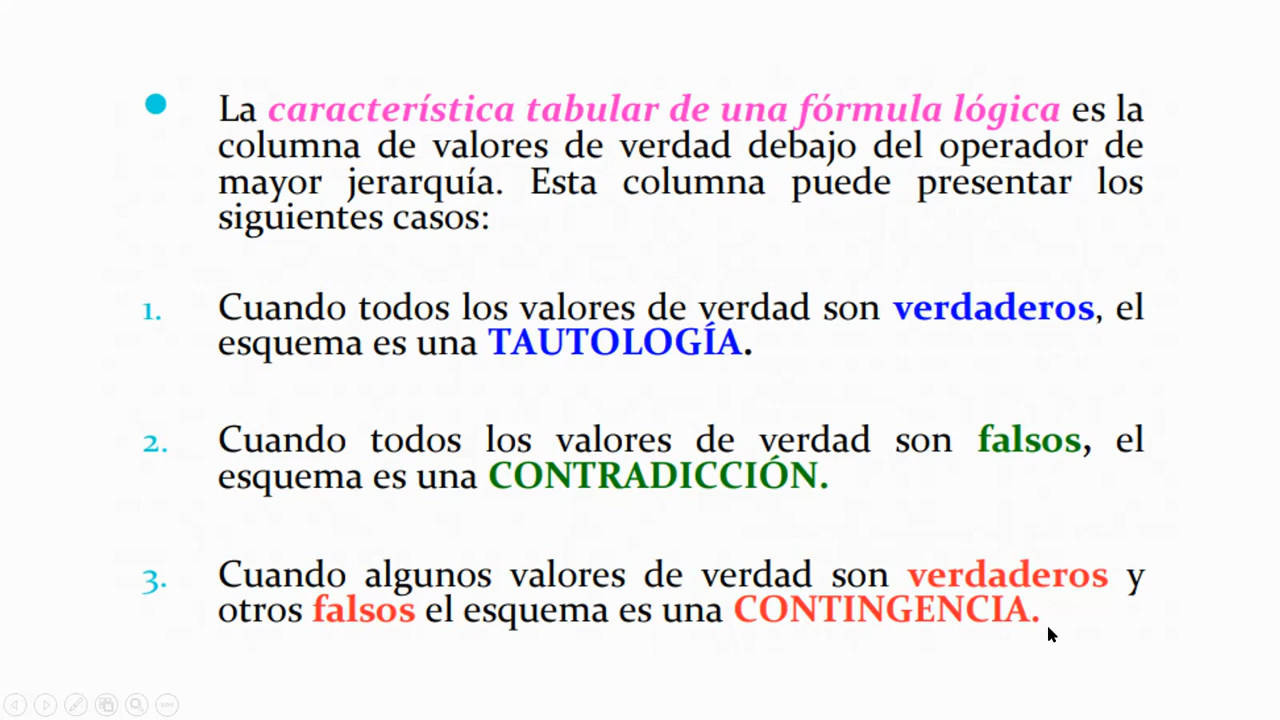 La característica tabular de una fórmula lógica es la
columna de valores de verdad debajo del operador de
mayor jerarquía. Esta columna puede presentar los
siguientes casos:
1. Cuando todos los valores de verdad son verdaderos, el
esquema es una TAUTOLOGÍA.
2. Cuando todos los valores de verdad son falsos, el
esquema es una CONTRADICCIÓN.
3. Cuando algunos valores de verdad son verdaderos y
otros falsos el esquema es una CONTINGENCIA.